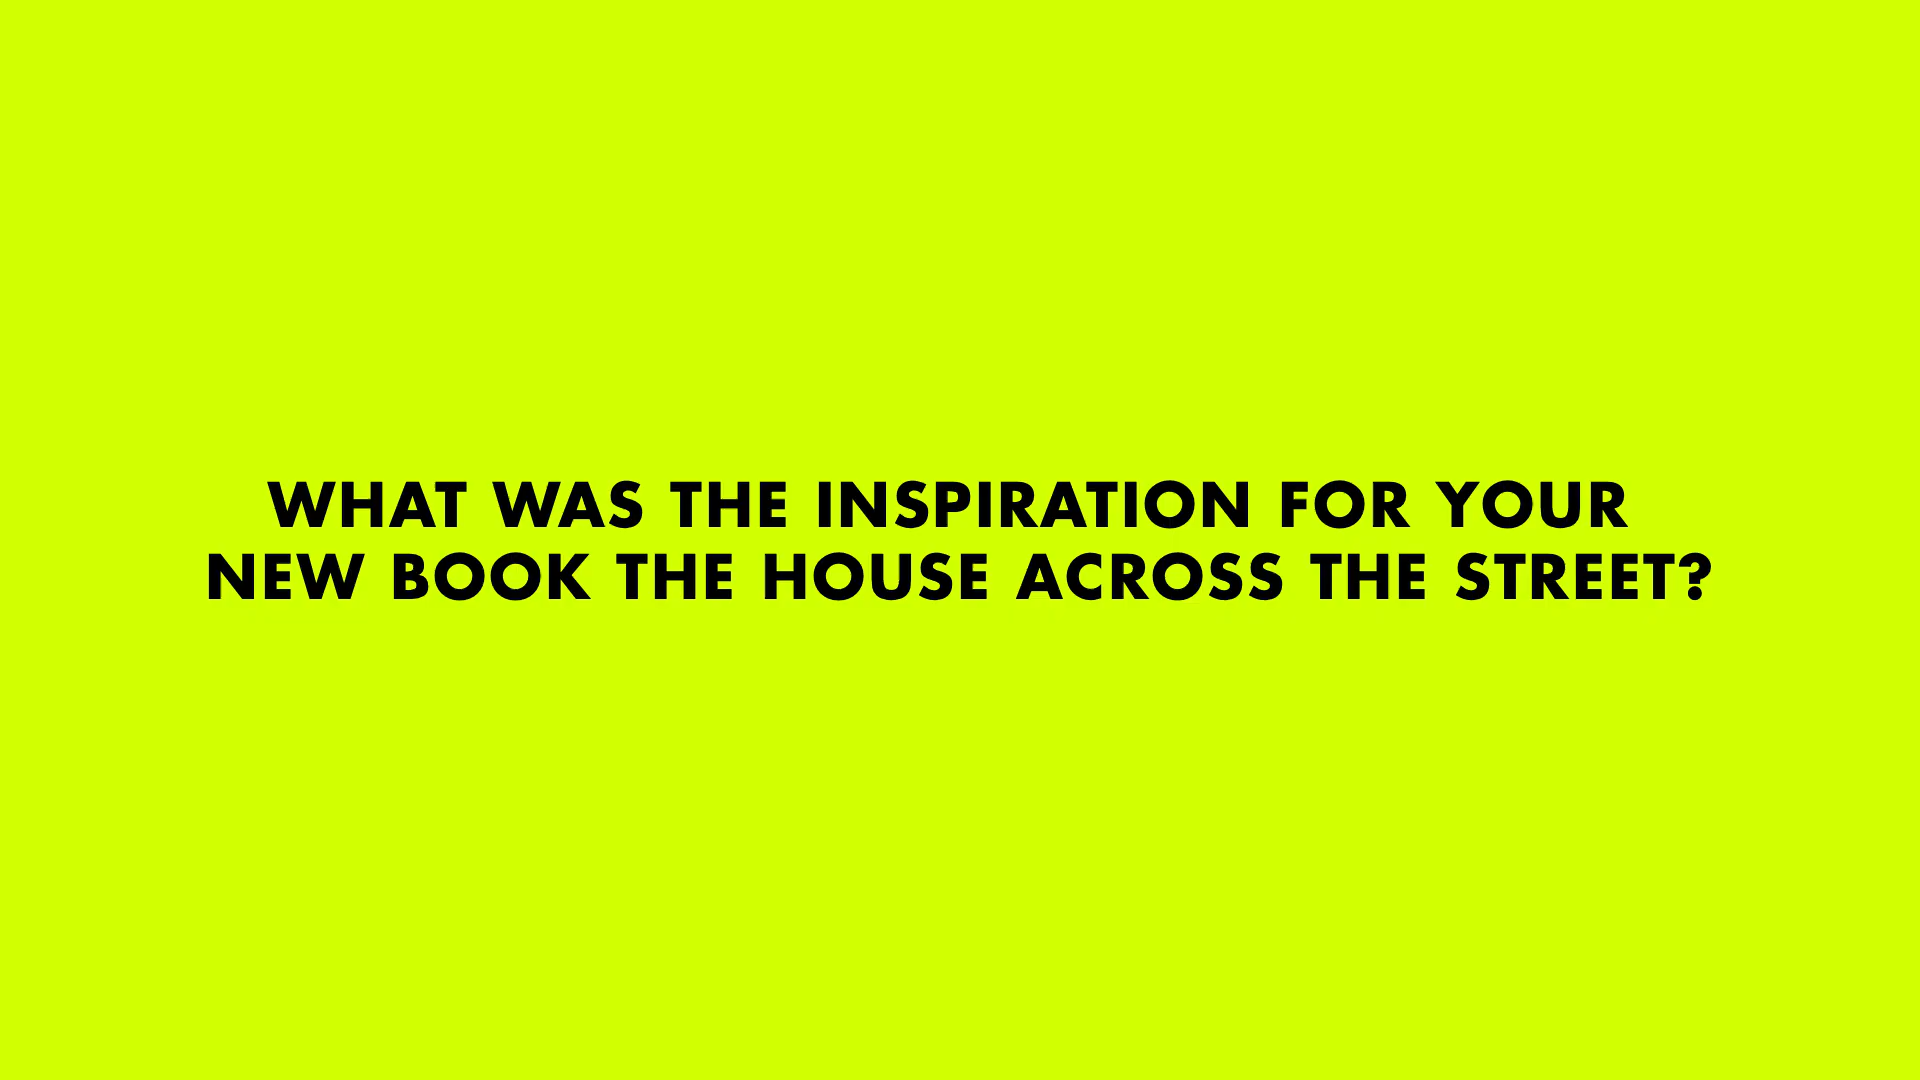 WHAT WAS THE INSPIRATION FOR YOUR
NEW BOOK THE HOUSE ACROSS THE STREET?